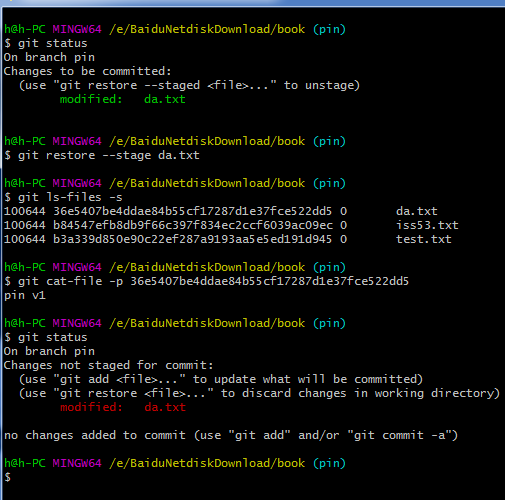 h@h-PC MINGW64 /e/BaiduNetdiskDownload/book (pin)
$ git status
On branch pin
Changes to be committed:
  (use "git restore --staged <file>..." to unstage)
        modified:   da.txt

h@h-PC MINGW64 /e/BaiduNetdiskDownload/book (pin)
$ git restore --stage da.txt

h@h-PC MINGW64 /e/BaiduNetdiskDownload/book (pin)
$ git ls-files -s
100644 36e5407be4ddae84b55cf17287d1e37fce522dd5 0       da.txt
100644 b84547efb8db9f66c397f834ec2ccf6039ac09ec 0       iss53.txt
100644 b3a339d850e90c22ef287a9193aa5e5ed191d945 0       test.txt

h@h-PC MINGW64 /e/BaiduNetdiskDownload/book (pin)
$ git cat-file -p 36e5407be4ddae84b55cf17287d1e37fce522dd5
pin v1

h@h-PC MINGW64 /e/BaiduNetdiskDownload/book (pin)
$ git status
On branch pin
Changes not staged for commit:
  (use "git add <file>..." to update what will be committed)
  (use "git restore <file>..." to discard changes in working directory)
        modified:   da.txt

no changes added to commit (use "git add" and/or "git commit -a")

h@h-PC MINGW64 /e/BaiduNetdiskDownload/book (pin)
$